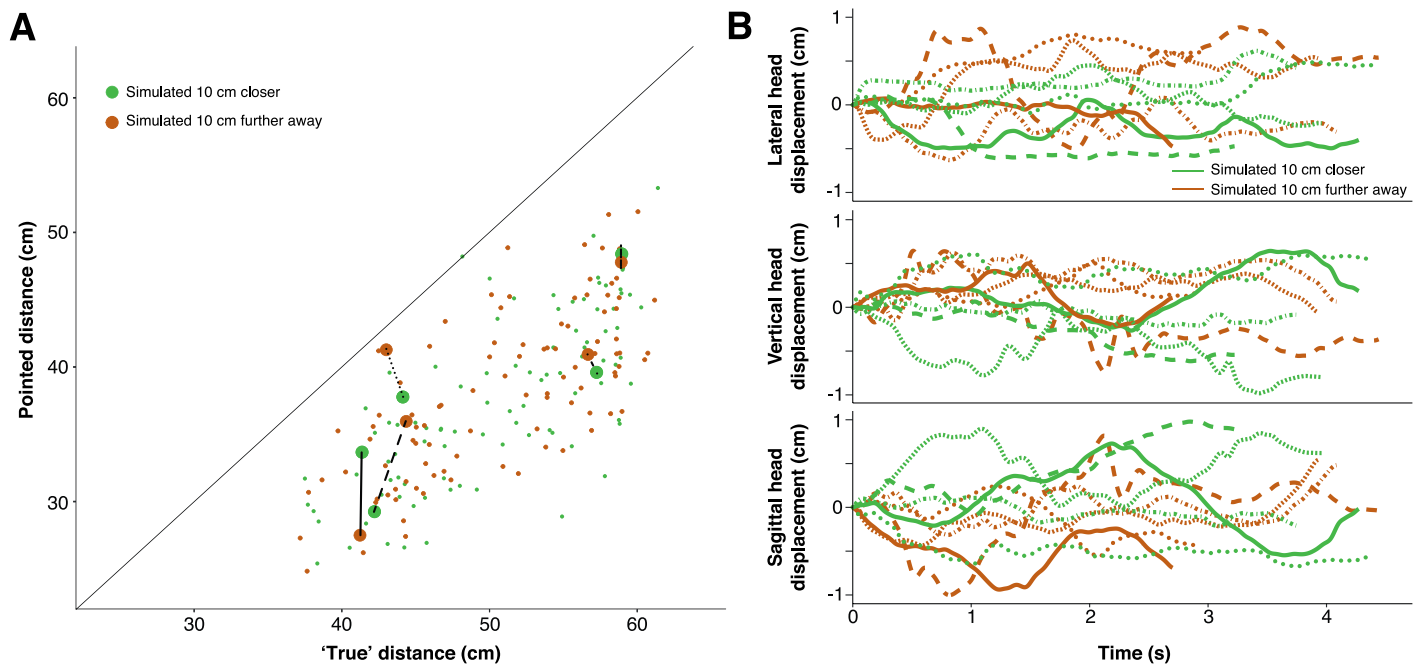 A
Simulated 10 cm closer
Simulated 10 cm further away
60
50
40
30
Pointed distance (cm)
30
40
50
60
‘True’ distance (cm)
B
Lateral head
displacement (cm)
1
0
-1
Simulated 10 cm closer
Simulated 10 cm further away
Vertical head
displacement (cm)
1
0
-1
Sagittal head
displacement (cm)
1
0
-1
0
1
2
3
4
Time (s)